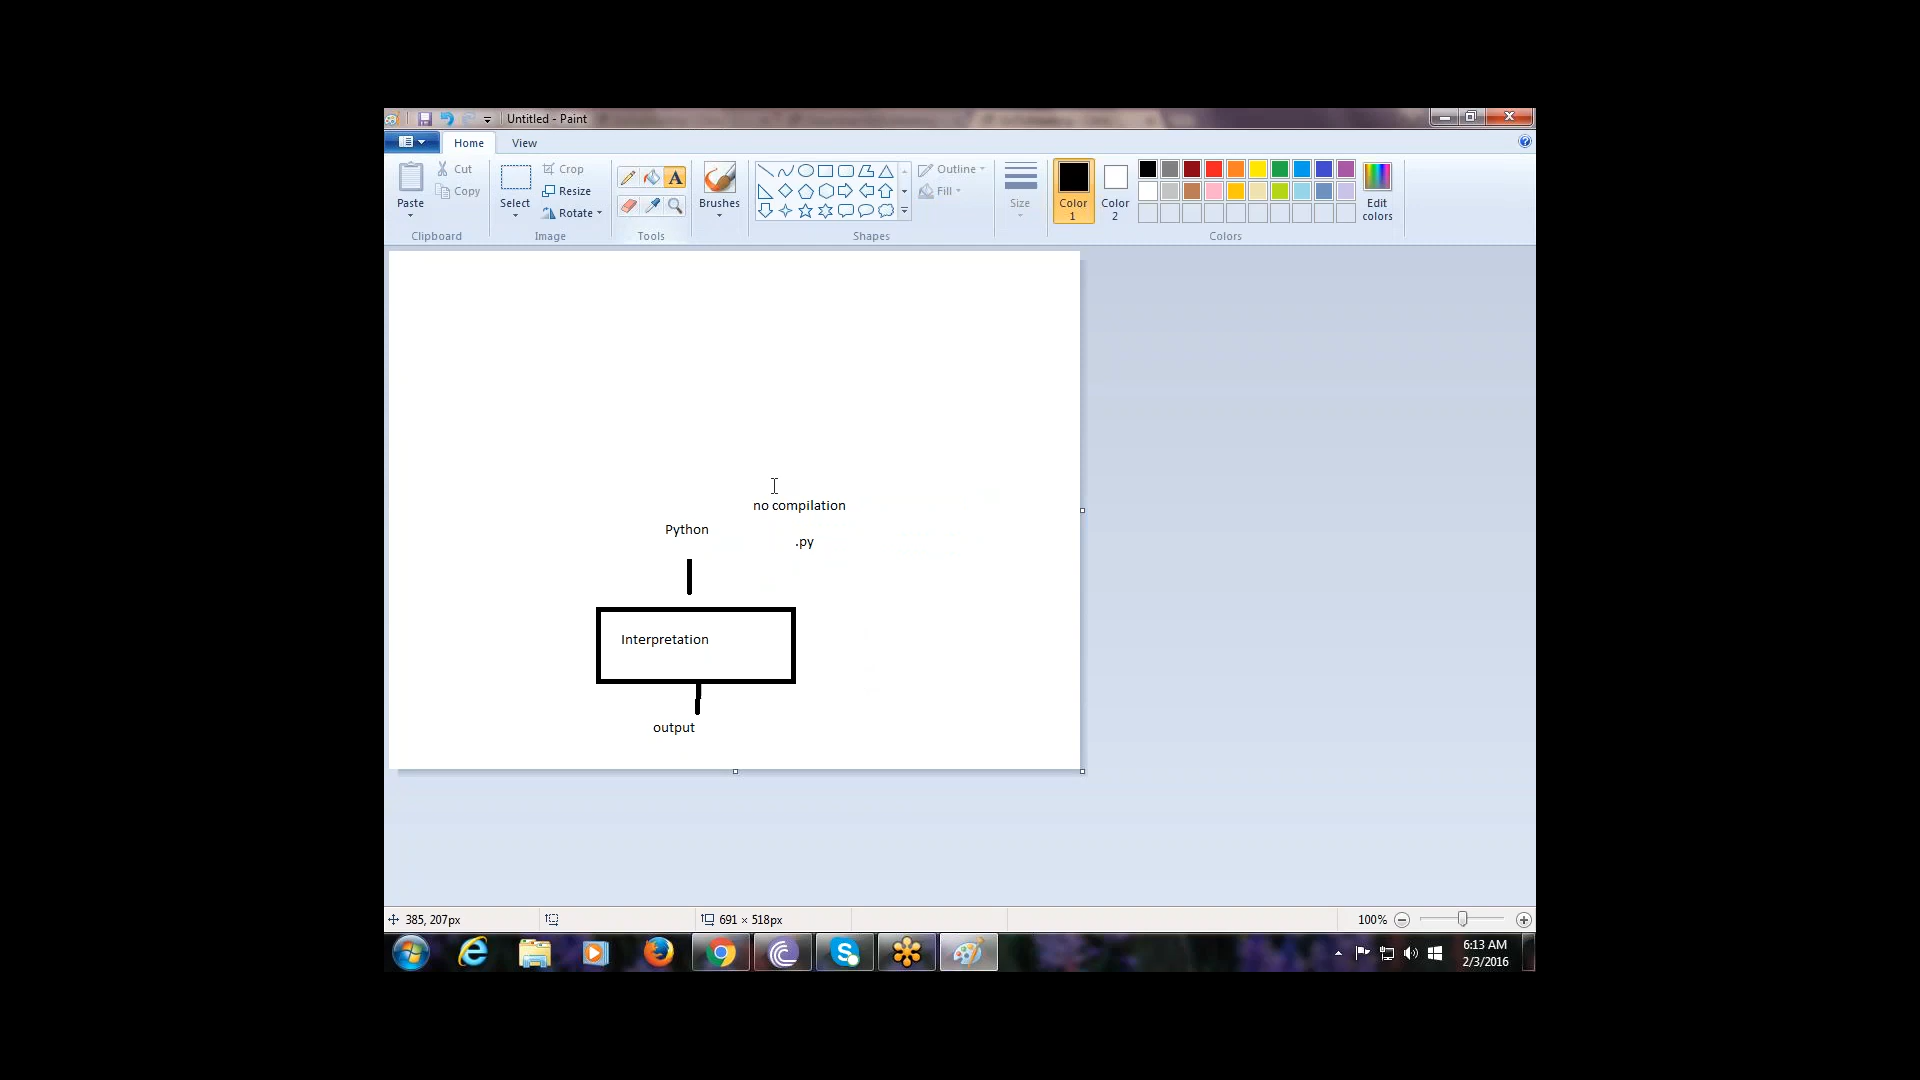 Untitled - Paint
Home View
Paste Cut Copy Select Crop Resize Rotate Brushes Outline Fill Size Color 1 Color 2 Edit colors
Clipboard Image Tools Shapes Colors
no compilation
Python
.py
Interpretation
output
385, 207px 691 × 518px 100%
6:13 AM
2/3/2016